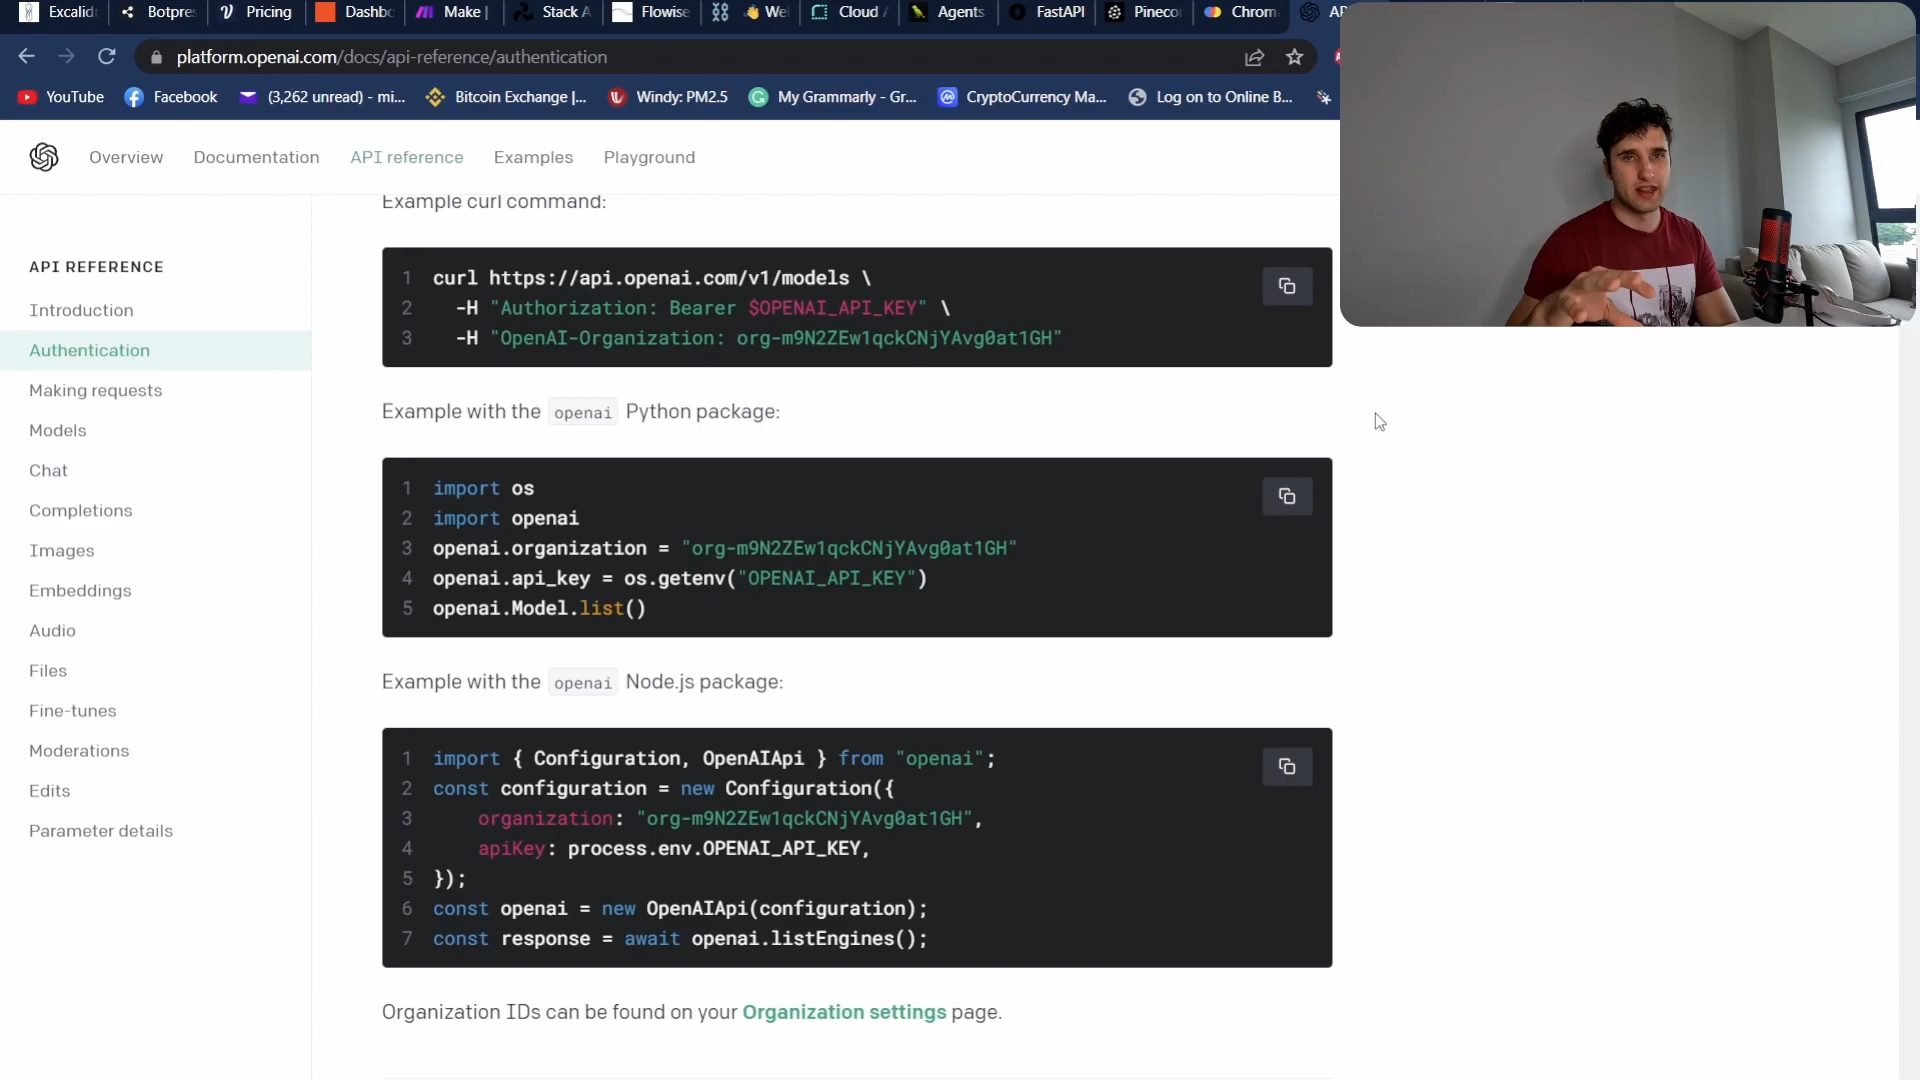 Excalidr
Botpres
Pricing
Dashbo
Make |
Stack A
Flowise
We
Cloud
Agents
FastAPI
Pineco
Chrom
platform.openai.com/docs/api-reference/authentication
YouTube
Facebook
(3,262 unread) - mi...
Bitcoin Exchange |...
Windy: PM2.5
My Grammarly - Gr...
CryptoCurrency Ma...
Log on to Online B...
Overview
Documentation
API reference
Examples
Playground
API REFERENCE
Introduction
Authentication
Making requests
Models
Chat
Completions
Images
Embeddings
Audio
Files
Fine-tunes
Moderations
Edits
Parameter details
Example curl command:
1 curl https://api.openai.com/v1/models \
2 -H "Authorization: Bearer $OPENAI_API_KEY" \
3 -H "OpenAI-Organization: org-m9N2ZEw1qckCNjYAvg0at1GH"
Example with the openai Python package:
1 import os
2 import openai
3 openai.organization = "org-m9N2ZEw1qckCNjYAvg0at1GH"
4 openai.api_key = os.getenv("OPENAI_API_KEY")
5 openai.Model.list()
Example with the openai Node.js package:
1 import { Configuration, OpenAIApi } from "openai";
2 const configuration = new Configuration({
3 organization: "org-m9N2ZEw1qckCNjYAvg0at1GH",
4 apiKey: process.env.OPENAI_API_KEY,
5 });
6 const openai = new OpenAIApi(configuration);
7 const response = await openai.listEngines();
Organization IDs can be found on your Organization settings page.